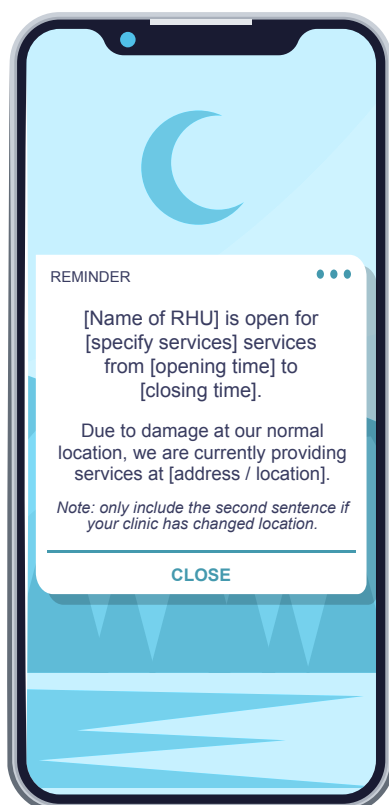 REMINDER
[Name of RHU] is open for
[specify services] services
from [opening time] to
[closing time].
Due to damage at our normal
location, we are currently providing
services at [address / location].
Note: only include the second sentence if
your clinic has changed location.
CLOSE